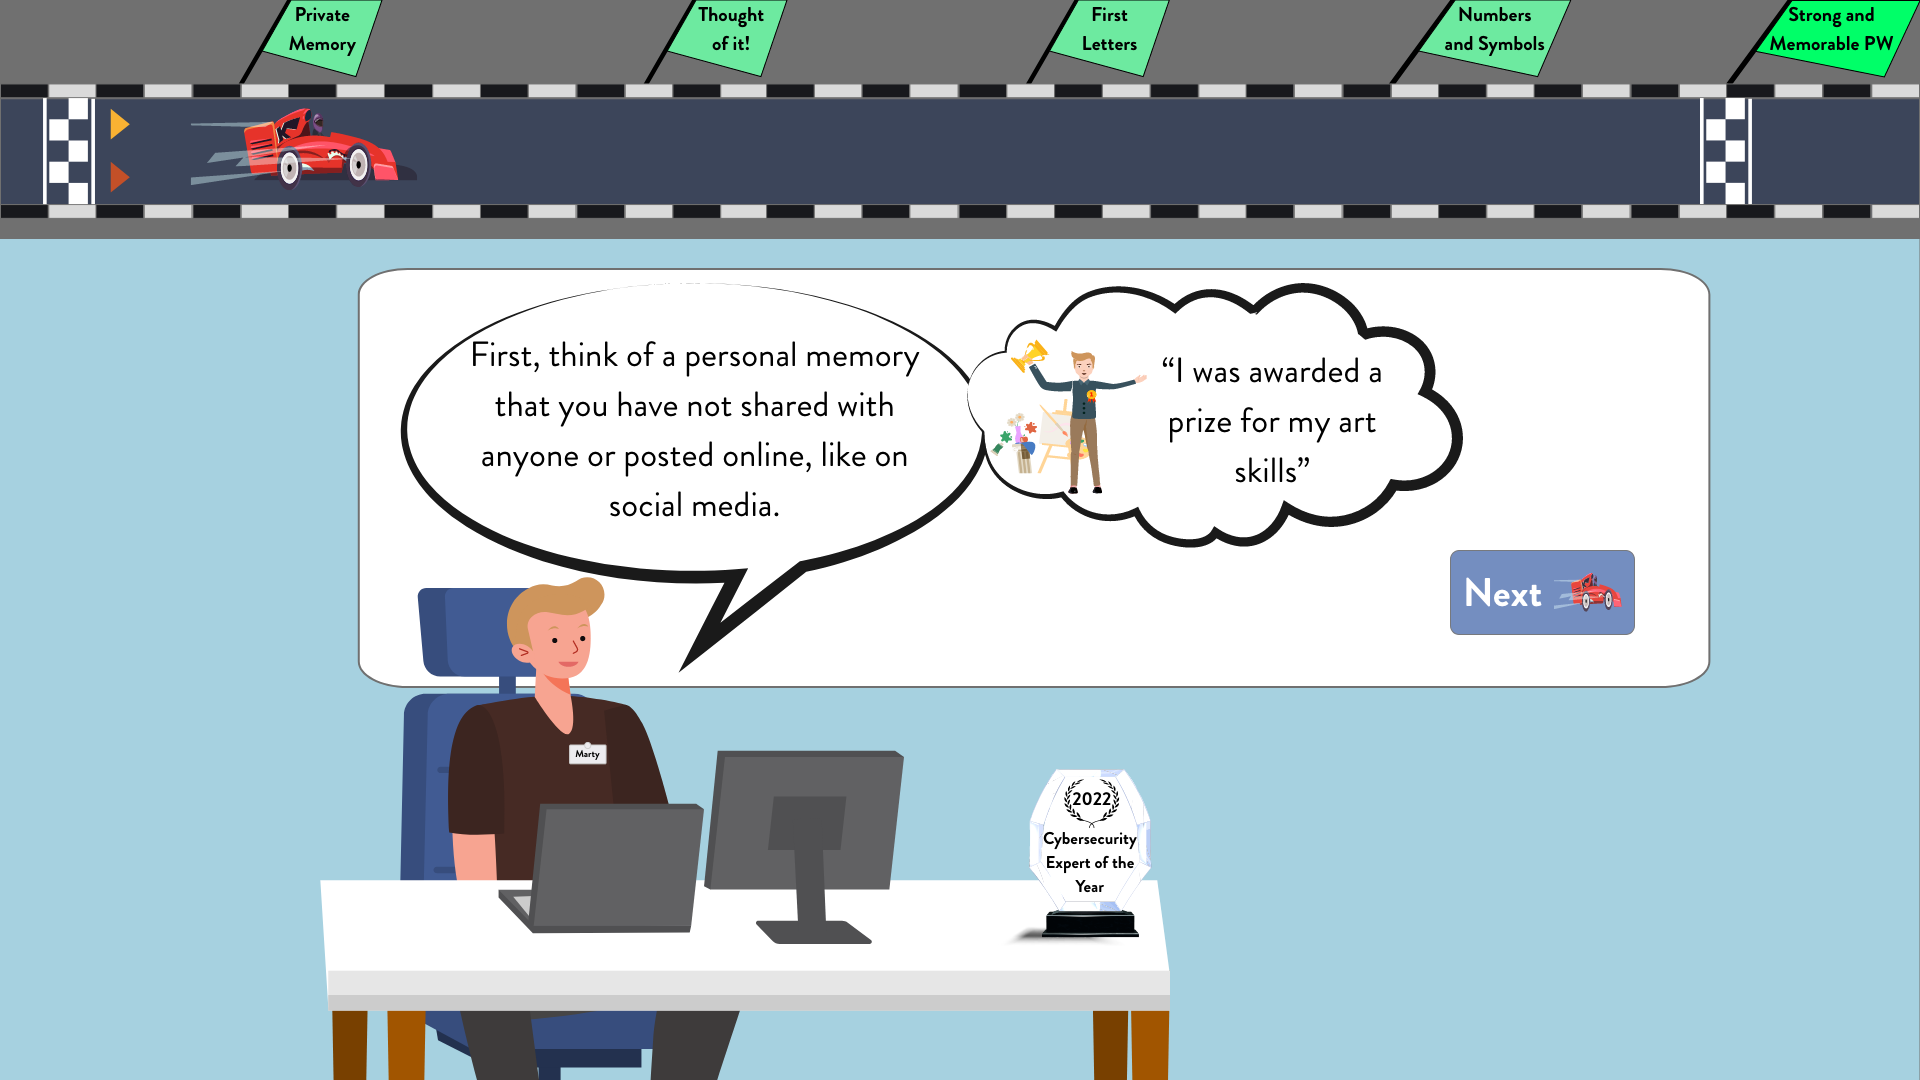 Private
Memory
Thought
of it!
First
Letters
Numbers
and Symbols
Strong and
Memorable PW
First, think of a personal memory
that you have not shared with
anyone or posted online, like on
social media.
“I was awarded a
prize for my art
skills”
Next
Marty
2022
Cybersecurity
Expert of the
Year